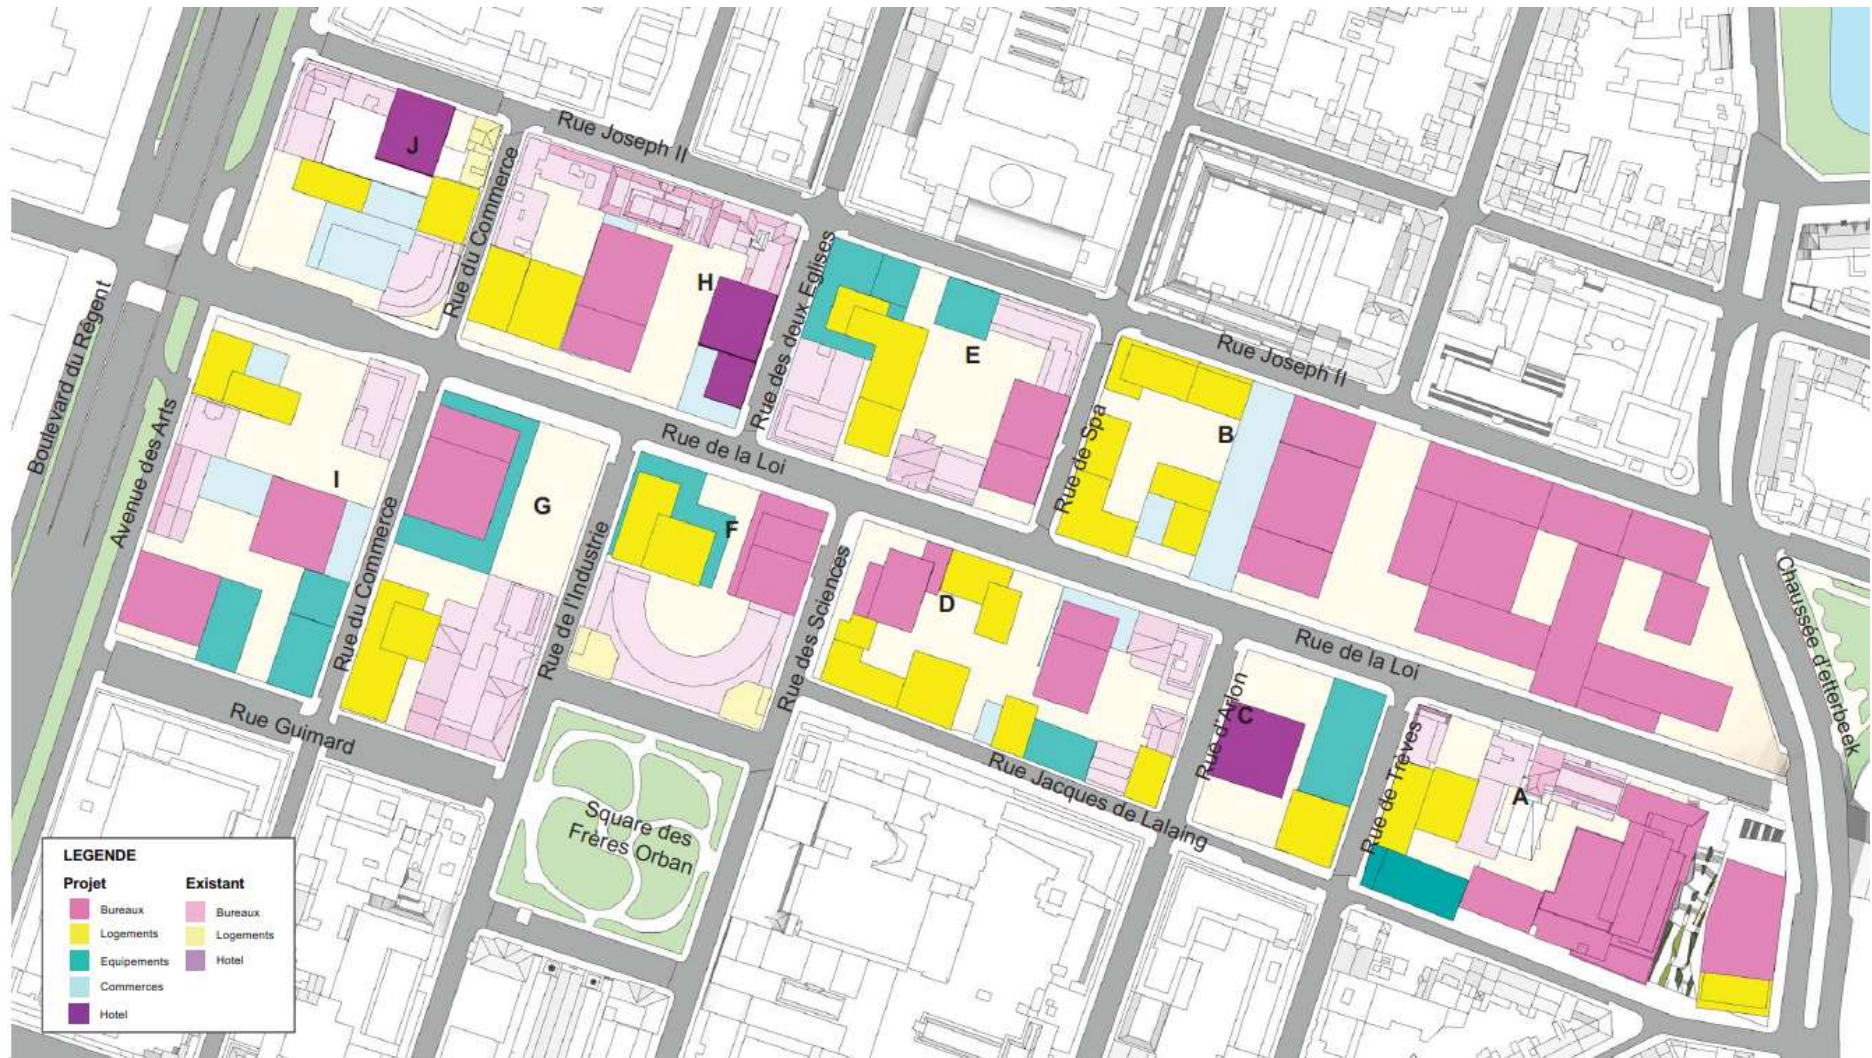 Rue Joseph II
J
Rue du Commerce
H
Rue des deux Eglises
E
Rue Joseph II
Boulevard du Régent
Avenue des Arts
Rue de la Loi
Rue de Spa
B
I
G
F
Rue du Commerce
Rue de l'Industrie
Rue des Sciences
D
Rue de la Loi
Chaussée d'etterbeek
Rue d'Arlon
C
Rue de Trèves
A
Rue Guimard
Rue Jacques de Lalaing
Square des
Frères Orban
LEGENDE
Projet
Bureaux
Logements
Equipements
Commerces
Hotel
Existant
Bureaux
Logements
Hotel